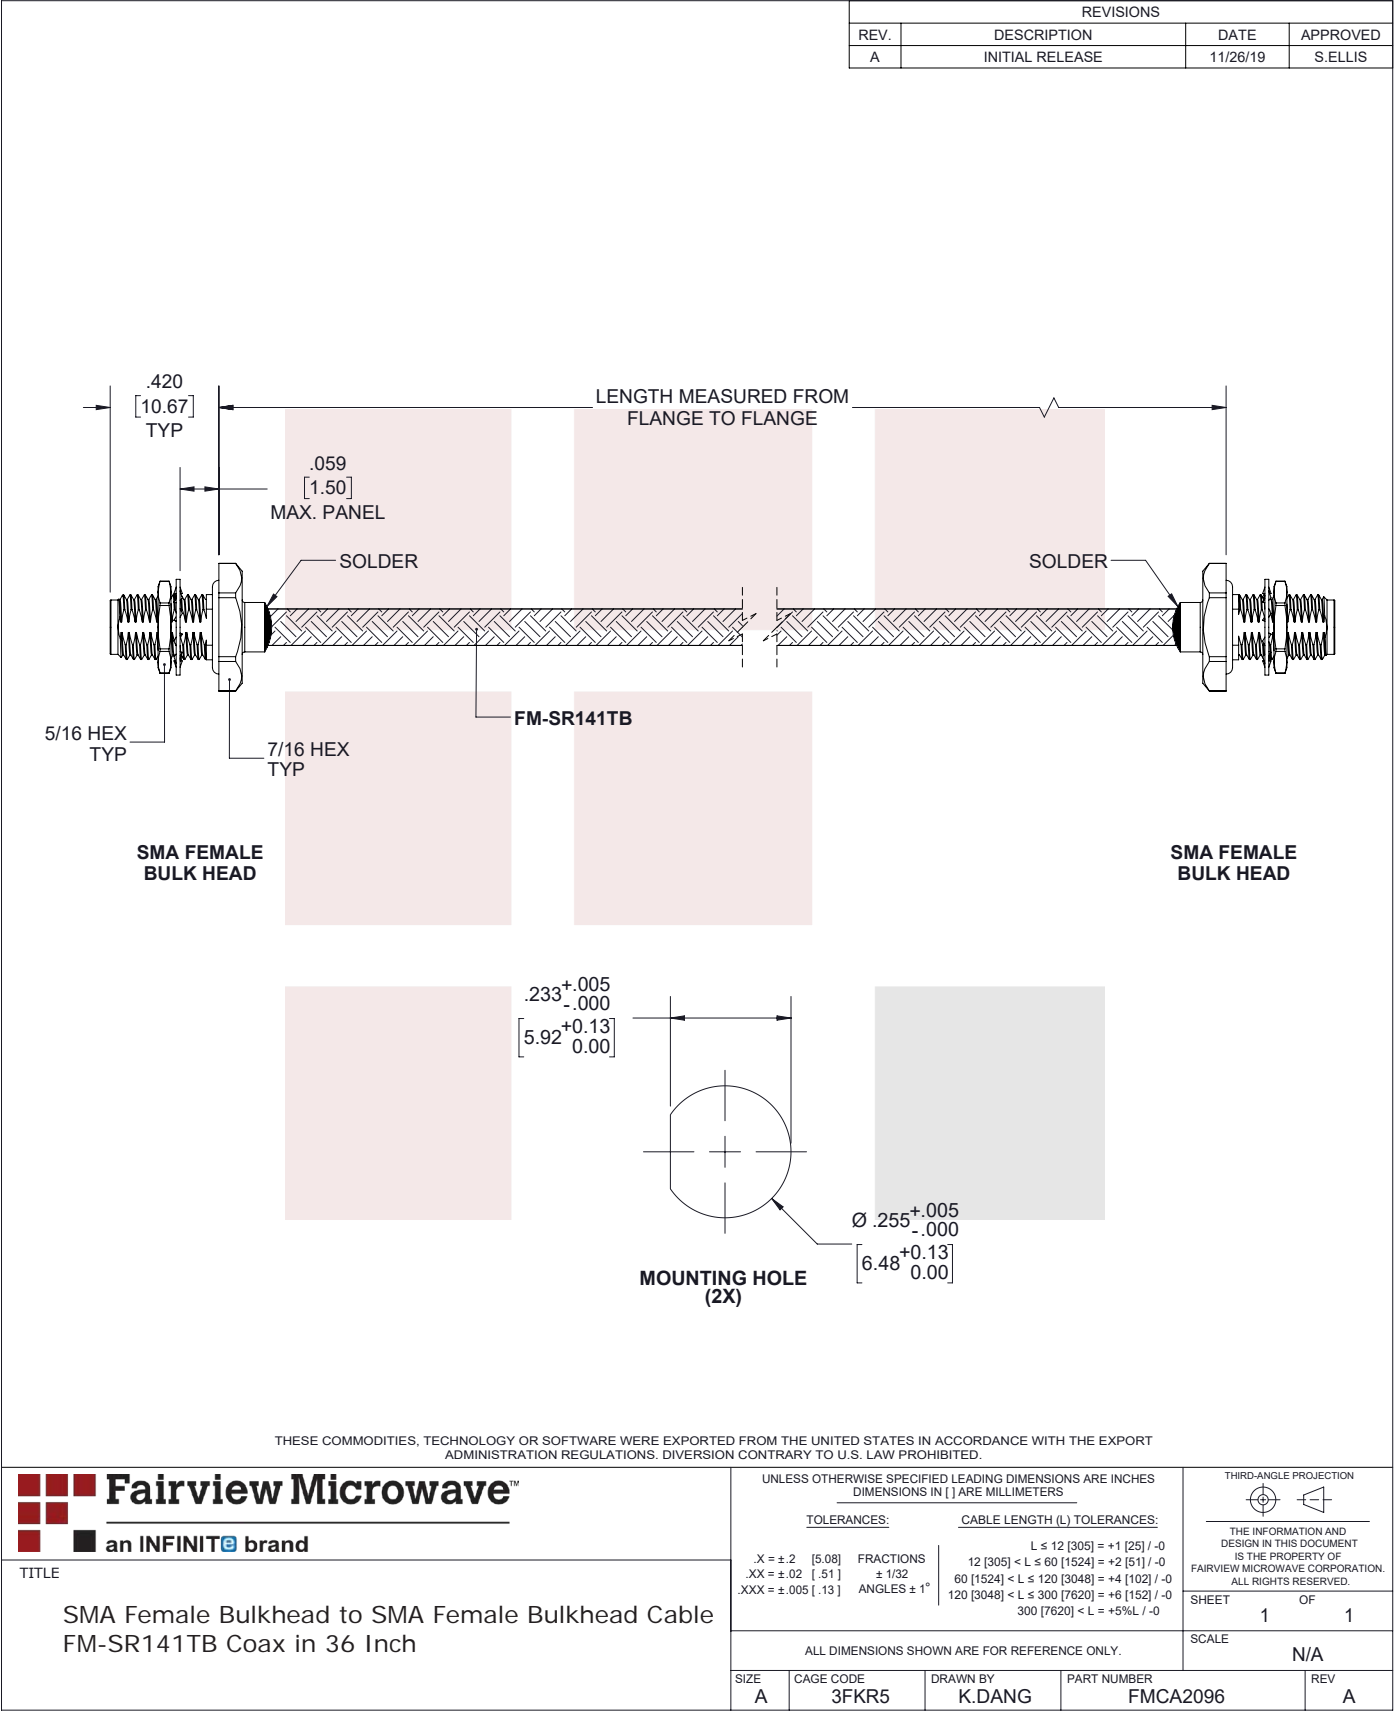 REVISIONS
REV. DESCRIPTION DATE APPROVED
A INITIAL RELEASE 11/26/19 S.ELLIS
.420
[10.67]
TYP
LENGTH MEASURED FROM
FLANGE TO FLANGE
.059
[1.50]
MAX. PANEL
SOLDER
SOLDER
FM-SR141TB
5/16 HEX
TYP
7/16 HEX
TYP
SMA FEMALE
BULK HEAD
SMA FEMALE
BULK HEAD
.233 +.005
-.000
[5.92 +0.13
0.00]
Ø .255 +.005
-.000
[6.48 +0.13
0.00]
MOUNTING HOLE
(2X)
THESE COMMODITIES, TECHNOLOGY OR SOFTWARE WERE EXPORTED FROM THE UNITED STATES IN ACCORDANCE WITH THE EXPORT
ADMINISTRATION REGULATIONS. DIVERSION CONTRARY TO U.S. LAW PROHIBITED.
Fairview Microwave™
an INFINITe brand
TITLE
SMA Female Bulkhead to SMA Female Bulkhead Cable
FM-SR141TB Coax in 36 Inch
UNLESS OTHERWISE SPECIFIED LEADING DIMENSIONS ARE INCHES
DIMENSIONS IN [ ] ARE MILLIMETERS
TOLERANCES:
.X = ±.2 [5.08]
.XX = ±.02 [ .51 ]
.XXX = ±.005 [ .13 ]
FRACTIONS
± 1/32
ANGLES ± 1°
CABLE LENGTH (L) TOLERANCES:
L ≤ 12 [305] = +1 [25] / -0
12 [305] < L ≤ 60 [1524] = +2 [51] / -0
60 [1524] < L ≤ 120 [3048] = +4 [102] / -0
120 [3048] < L ≤ 300 [7620] = +6 [152] / -0
300 [7620] < L = +5%L / -0
ALL DIMENSIONS SHOWN ARE FOR REFERENCE ONLY.
THIRD-ANGLE PROJECTION
THE INFORMATION AND
DESIGN IN THIS DOCUMENT
IS THE PROPERTY OF
FAIRVIEW MICROWAVE CORPORATION.
ALL RIGHTS RESERVED.
SHEET 1 OF 1
SCALE
N/A
SIZE
A
CAGE CODE
3FKR5
DRAWN BY
K.DANG
PART NUMBER
FMCA2096
REV
A